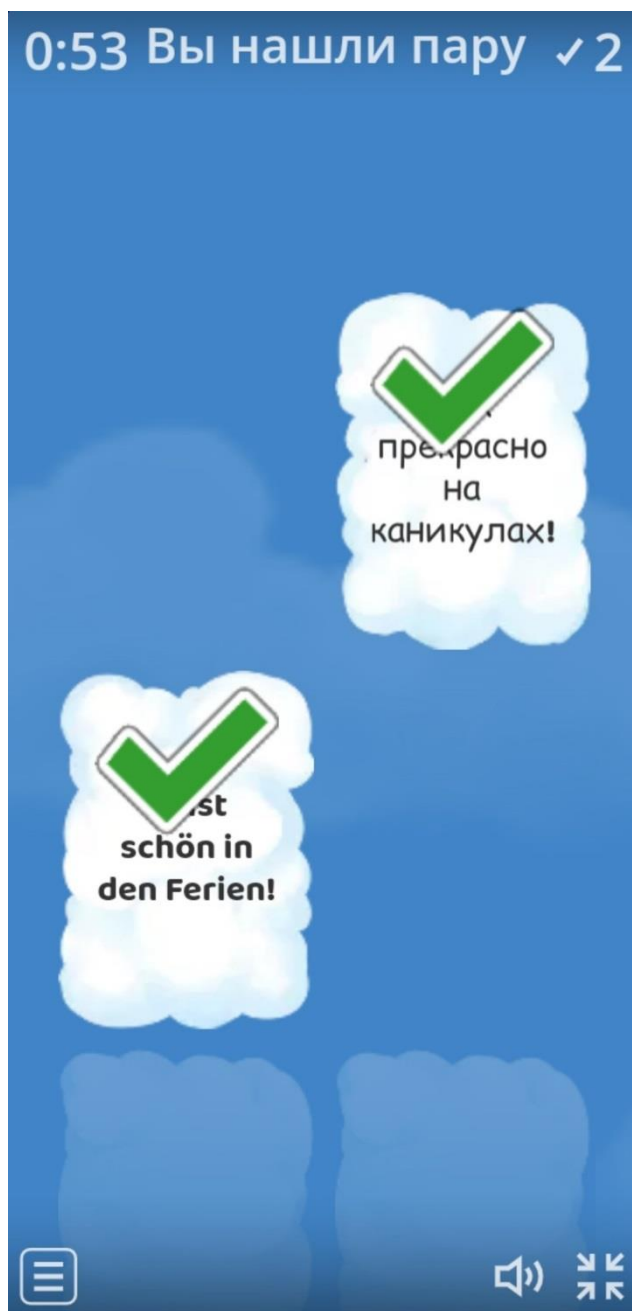 0:53 Вы нашли пару ✓2
прекрасно
на
каникулах!
schön in
den Ferien!